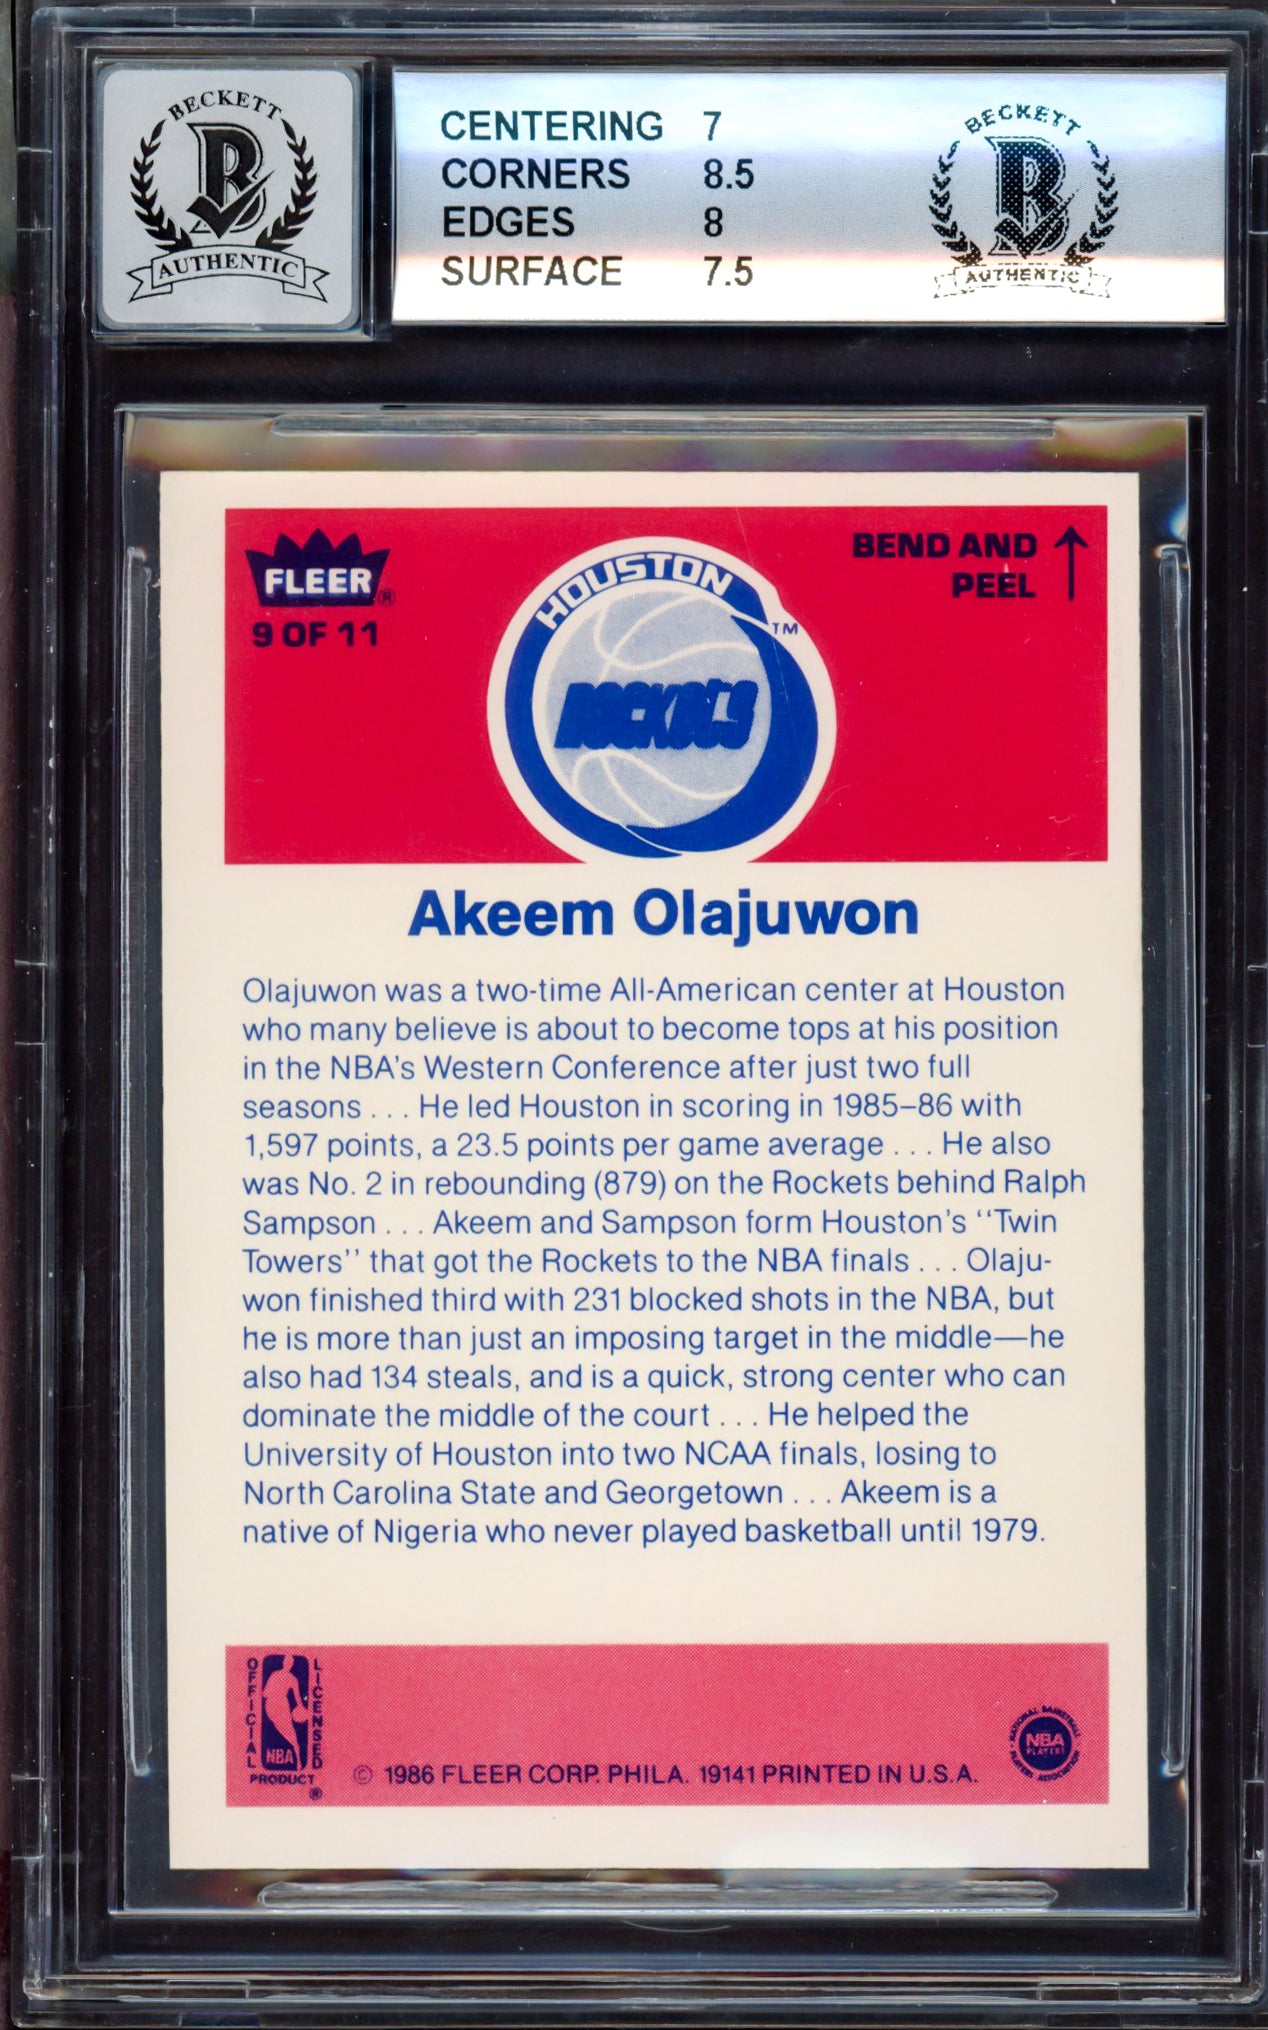 BECKETT
B
AUTHENTIC
CENTERING 7
CORNERS 8.5
EDGES 8
SURFACE 7.5
BECKETT
B
AUTHENTIC
FLEER®
9 OF 11
HOUSTON
ROCKETS
TM
BEND AND
PEEL
Akeem Olajuwon
Olajuwon was a two-time All-American center at Houston
who many believe is about to become tops at his position
in the NBA's Western Conference after just two full
seasons . . . He led Houston in scoring in 1985–86 with
1,597 points, a 23.5 points per game average . . . He also
was No. 2 in rebounding (879) on the Rockets behind Ralph
Sampson . . . Akeem and Sampson form Houston's ''Twin
Towers'' that got the Rockets to the NBA finals . . . Olaju-
won finished third with 231 blocked shots in the NBA, but
he is more than just an imposing target in the middle—he
also had 134 steals, and is a quick, strong center who can
dominate the middle of the court . . . He helped the
University of Houston into two NCAA finals, losing to
North Carolina State and Georgetown . . . Akeem is a
native of Nigeria who never played basketball until 1979.
OFFICIAL
LICENSED
NBA
PRODUCT
®
© 1986 FLEER CORP. PHILA. 19141 PRINTED IN U.S.A.
NATIONAL BASKETBALL
NBA
PLAYERS
PLAYERS ASSOCIATION